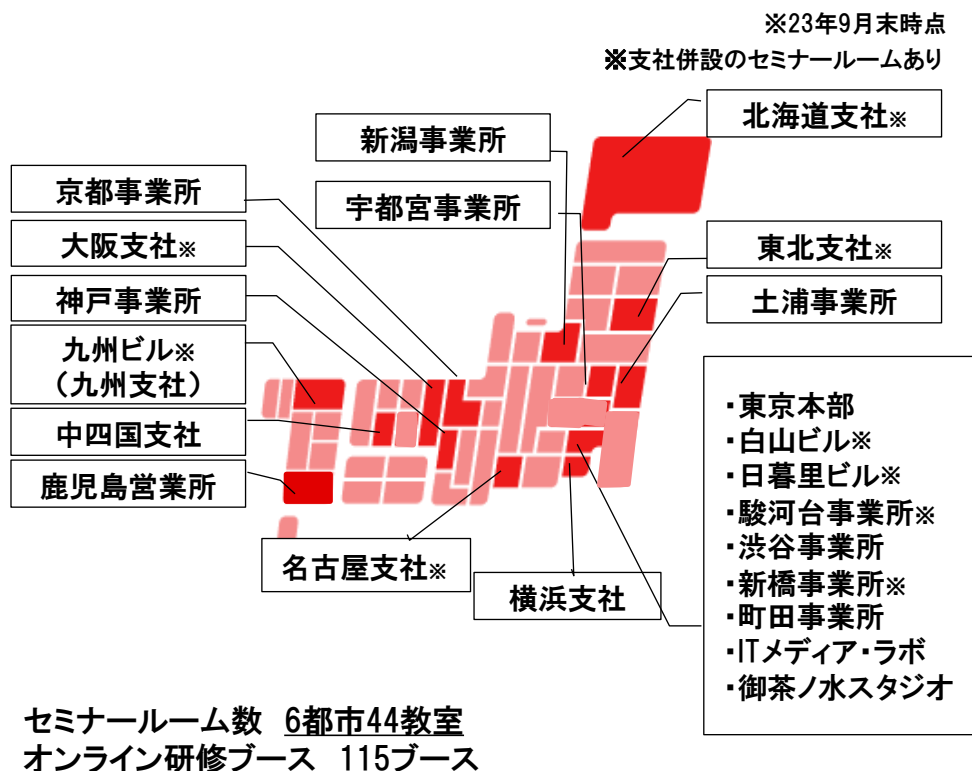 ※23年9月末時点
※支社併設のセミナールームあり
北海道支社※
新潟事業所
京都事業所
宇都宮事業所
大阪支社※
東北支社※
神戸事業所
土浦事業所
九州ビル※
（九州支社）
中四国支社
鹿児島営業所
・東京本部
・白山ビル※
・日暮里ビル※
・駿河台事業所※
・渋谷事業所
・新橋事業所※
・町田事業所
・ITメディア・ラボ
・御茶ノ水スタジオ
名古屋支社※
横浜支社
セミナールーム数 6都市44教室
オンライン研修ブース 115ブース